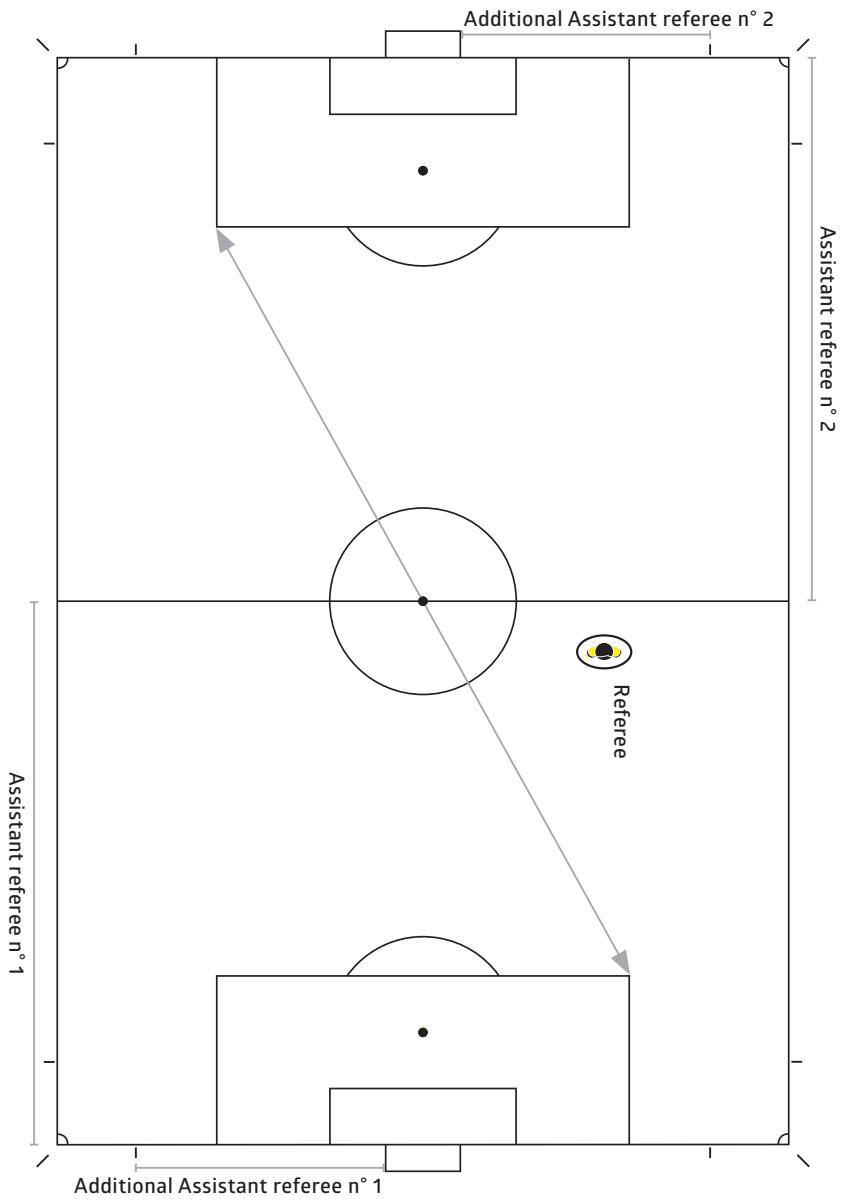 Additional Assistant referee n° 2
Assistant referee n° 2
Referee
Assistant referee n° 1
Additional Assistant referee n° 1